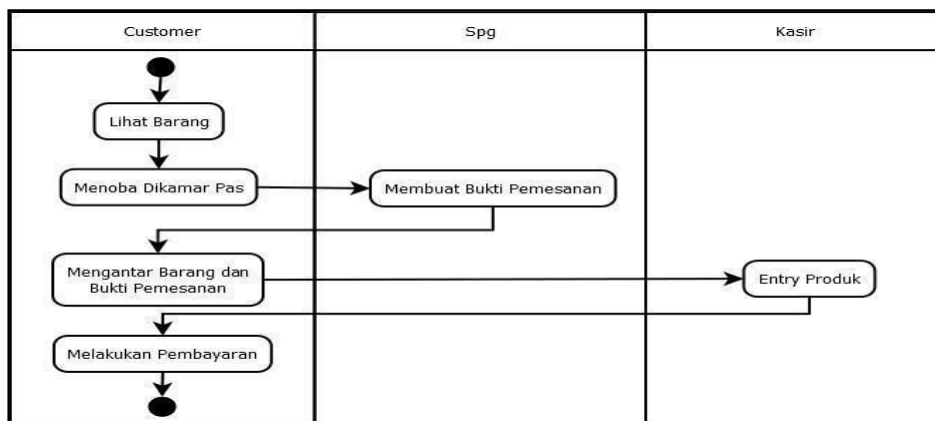 Customer
Spg
Kasir
Lihat Barang
Menoba Dikamar Pas
Membuat Bukti Pemesanan
Mengantar Barang dan
Bukti Pemesanan
Entry Produk
Melakukan Pembayaran